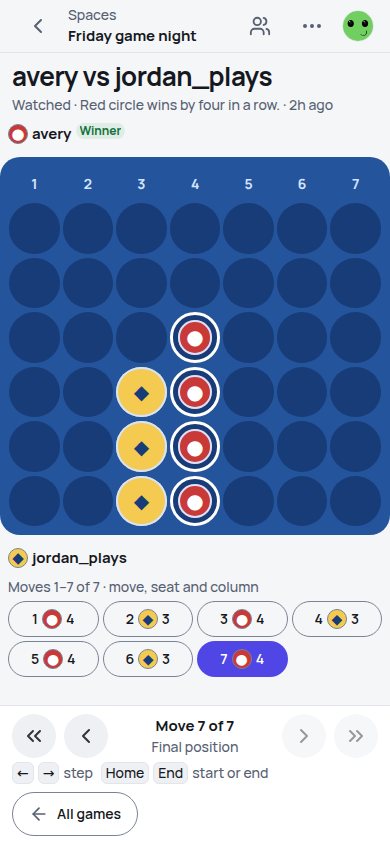 Spaces
Friday game night
avery vs jordan_plays
Watched · Red circle wins by four in a row. · 2h ago
avery Winner
1 2 3 4 5 6 7
jordan_plays
Moves 1–7 of 7 · move, seat and column
1 4 2 3 3 4 4 3
5 4 6 3 7 4
Move 7 of 7
Final position
← → step Home End start or end
All games